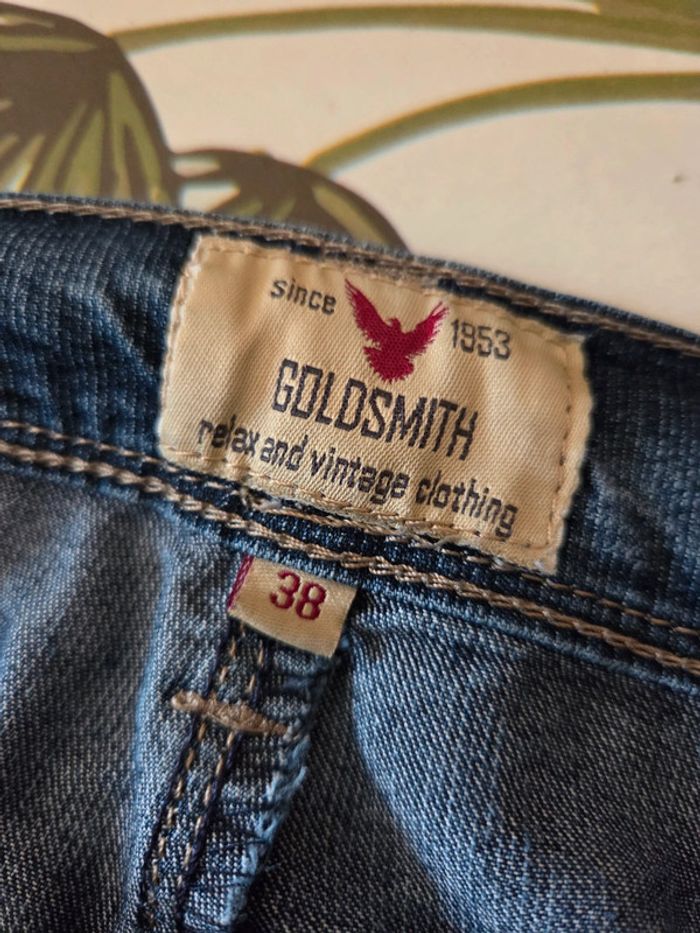 since 1953
GOLDSMITH
relax and vintage clothing
38